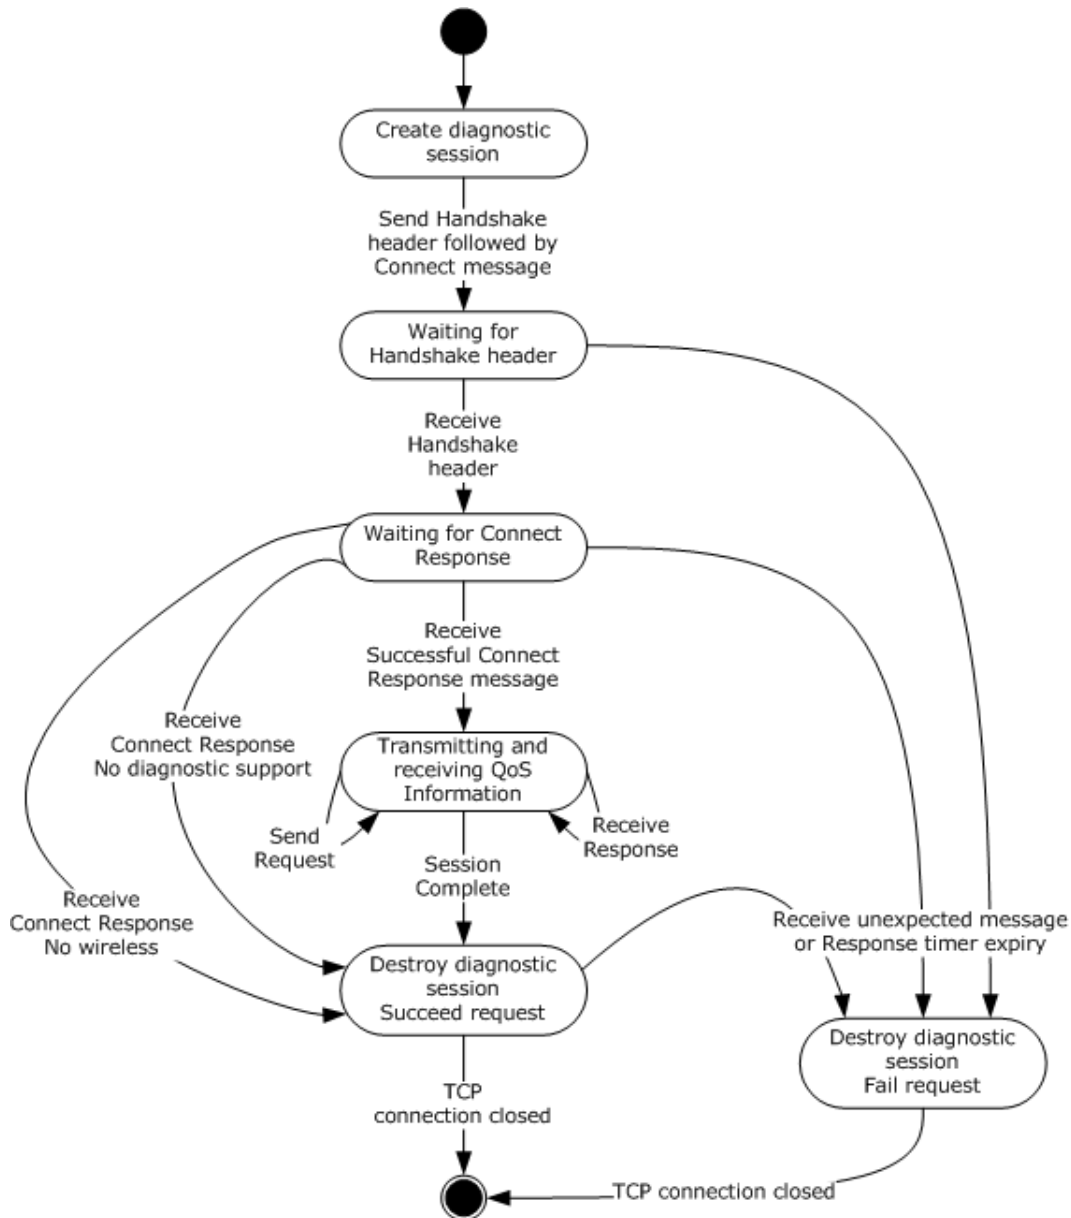 Create diagnostic
session
Send Handshake
header followed by
Connect message
Waiting for
Handshake header
Receive
Handshake
header
Waiting for Connect
Response
Receive
Successful Connect
Response message
Receive
Connect Response
No diagnostic support
Transmitting and
receiving QoS
Information
Send
Request
Receive
Response
Session
Complete
Receive
Connect Response
No wireless
Receive unexpected message
or Response timer expiry
Destroy diagnostic
session
Succeed request
Destroy diagnostic
session
Fail request
TCP
connection closed
TCP connection closed